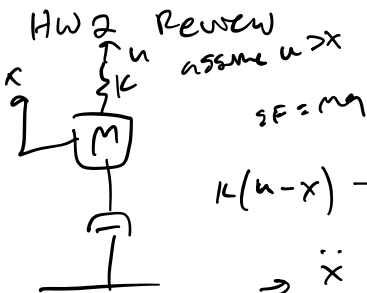 HW 2 Review
u
assume u > x
x
K
ΣF = ma
M
K(u - x) -
→ ẍ